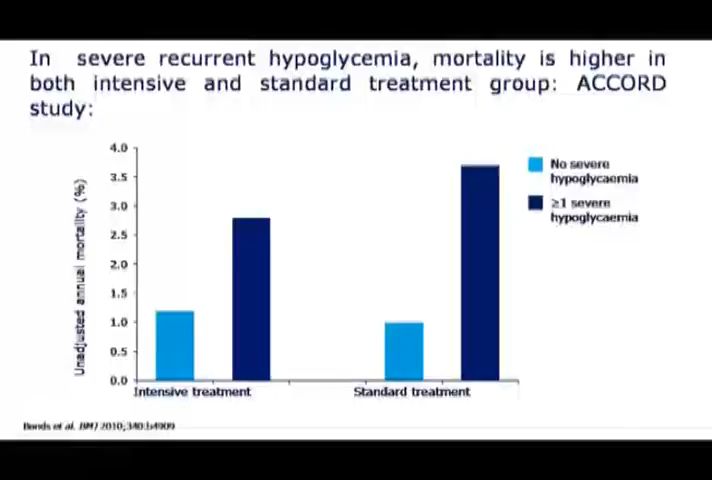 In severe recurrent hypoglycemia, mortality is higher in
both intensive and standard treatment group: ACCORD
study:
Unadjusted annual mortality (%)
4.0
3.5
3.0
2.5
2.0
1.5
1.0
0.5
0.0
Intensive treatment
Standard treatment
No severe
hypoglycaemia
≥1 severe
hypoglycaemia
Bonds et al. BMJ 2010;340:b4909